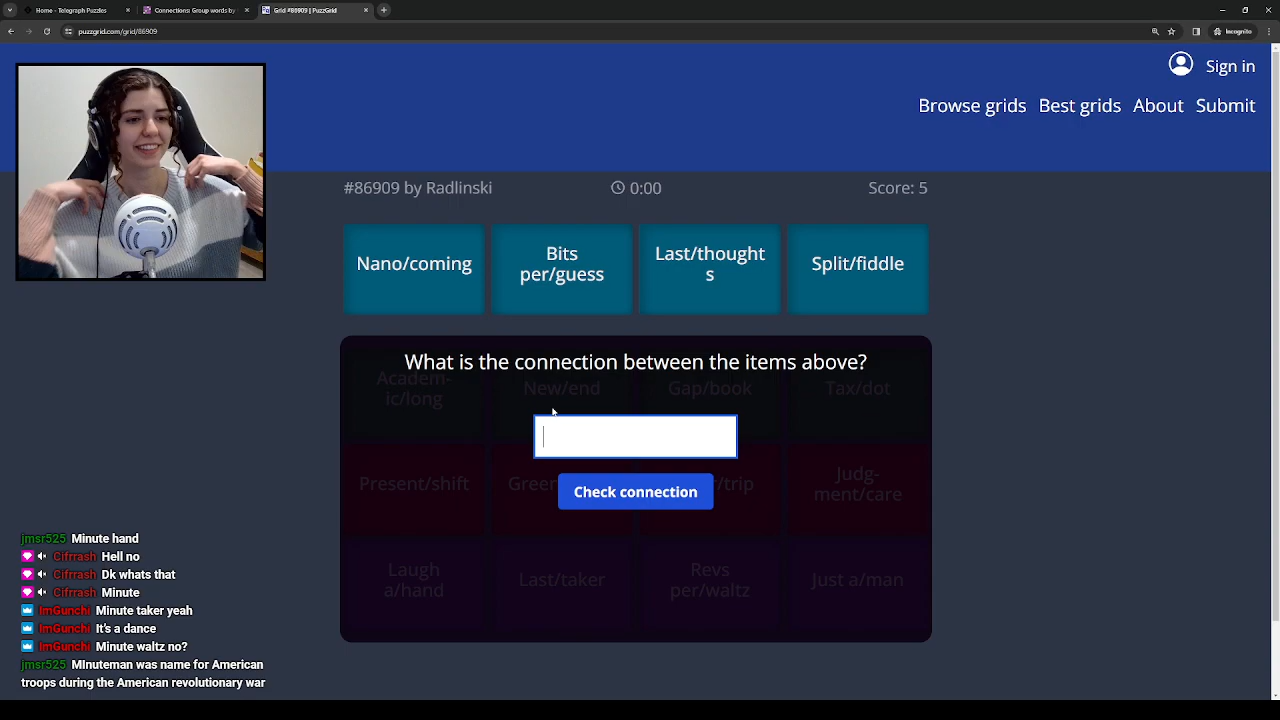 Home - Telegraph Puzzles
Connections: Group words by
Grid #86909 | PuzzGrid
puzzgrid.com/grid/86909
Incognito
Sign in
Browse grids
Best grids
About
Submit
#86909 by Radlinski
0:00
Score: 5
Nano/coming
Bits
per/guess
Last/thought
s
Split/fiddle
What is the connection between the items above?
Academ-
ic/long
New/end
Gap/book
Tax/dot
Check connection
Present/shift
Green
/trip
Judg-
ment/care
Laugh
a/hand
Last/taker
Revs
per/waltz
Just a/man
jmsr525 Minute hand
Cifrrash Hell no
Cifrrash Dk whats that
Cifrrash Minute
ImGunchi Minute taker yeah
ImGunchi It's a dance
ImGunchi Minute waltz no?
jmsr525 MInuteman was name for American
troops during the American revolutionary war